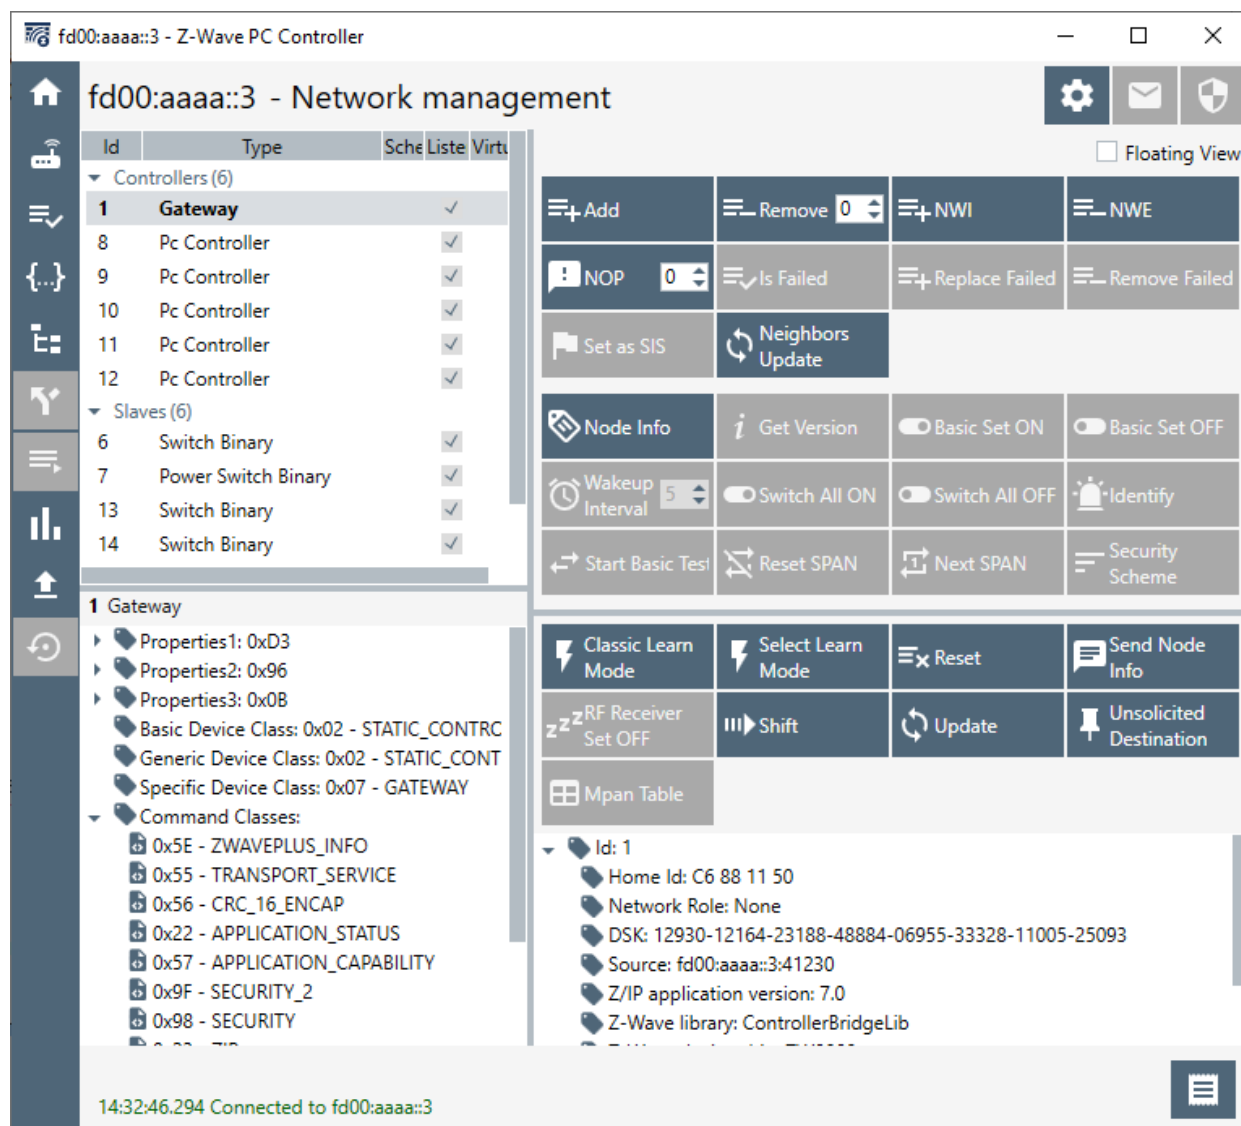 fd00:aaaa::3 - Z-Wave PC Controller
fd00:aaaa::3 - Network management
Id Type Sche Liste Virtu
Floating View
Controllers (6)
1 Gateway
8 Pc Controller
9 Pc Controller
10 Pc Controller
11 Pc Controller
12 Pc Controller
Slaves (6)
6 Switch Binary
7 Power Switch Binary
13 Switch Binary
14 Switch Binary
Add
Remove 0
NWI
NWE
NOP 0
Is Failed
Replace Failed
Remove Failed
Set as SIS
Neighbors
Update
Node Info
Get Version
Basic Set ON
Basic Set OFF
Wakeup
Interval 5
Switch All ON
Switch All OFF
Identify
Start Basic Test
Reset SPAN
Next SPAN
Security
Scheme
1 Gateway
Properties1: 0xD3
Properties2: 0x96
Properties3: 0x0B
Basic Device Class: 0x02 - STATIC_CONTRC
Generic Device Class: 0x02 - STATIC_CONT
Specific Device Class: 0x07 - GATEWAY
Command Classes:
0x5E - ZWAVEPLUS_INFO
0x55 - TRANSPORT_SERVICE
0x56 - CRC_16_ENCAP
0x22 - APPLICATION_STATUS
0x57 - APPLICATION_CAPABILITY
0x9F - SECURITY_2
0x98 - SECURITY
Classic Learn
Mode
Select Learn
Mode
Reset
Send Node
Info
RF Receiver
Set OFF
Shift
Update
Unsolicited
Destination
Mpan Table
Id: 1
Home Id: C6 88 11 50
Network Role: None
DSK: 12930-12164-23188-48884-06955-33328-11005-25093
Source: fd00:aaaa::3:41230
Z/IP application version: 7.0
Z-Wave library: ControllerBridgeLib
14:32:46.294 Connected to fd00:aaaa::3